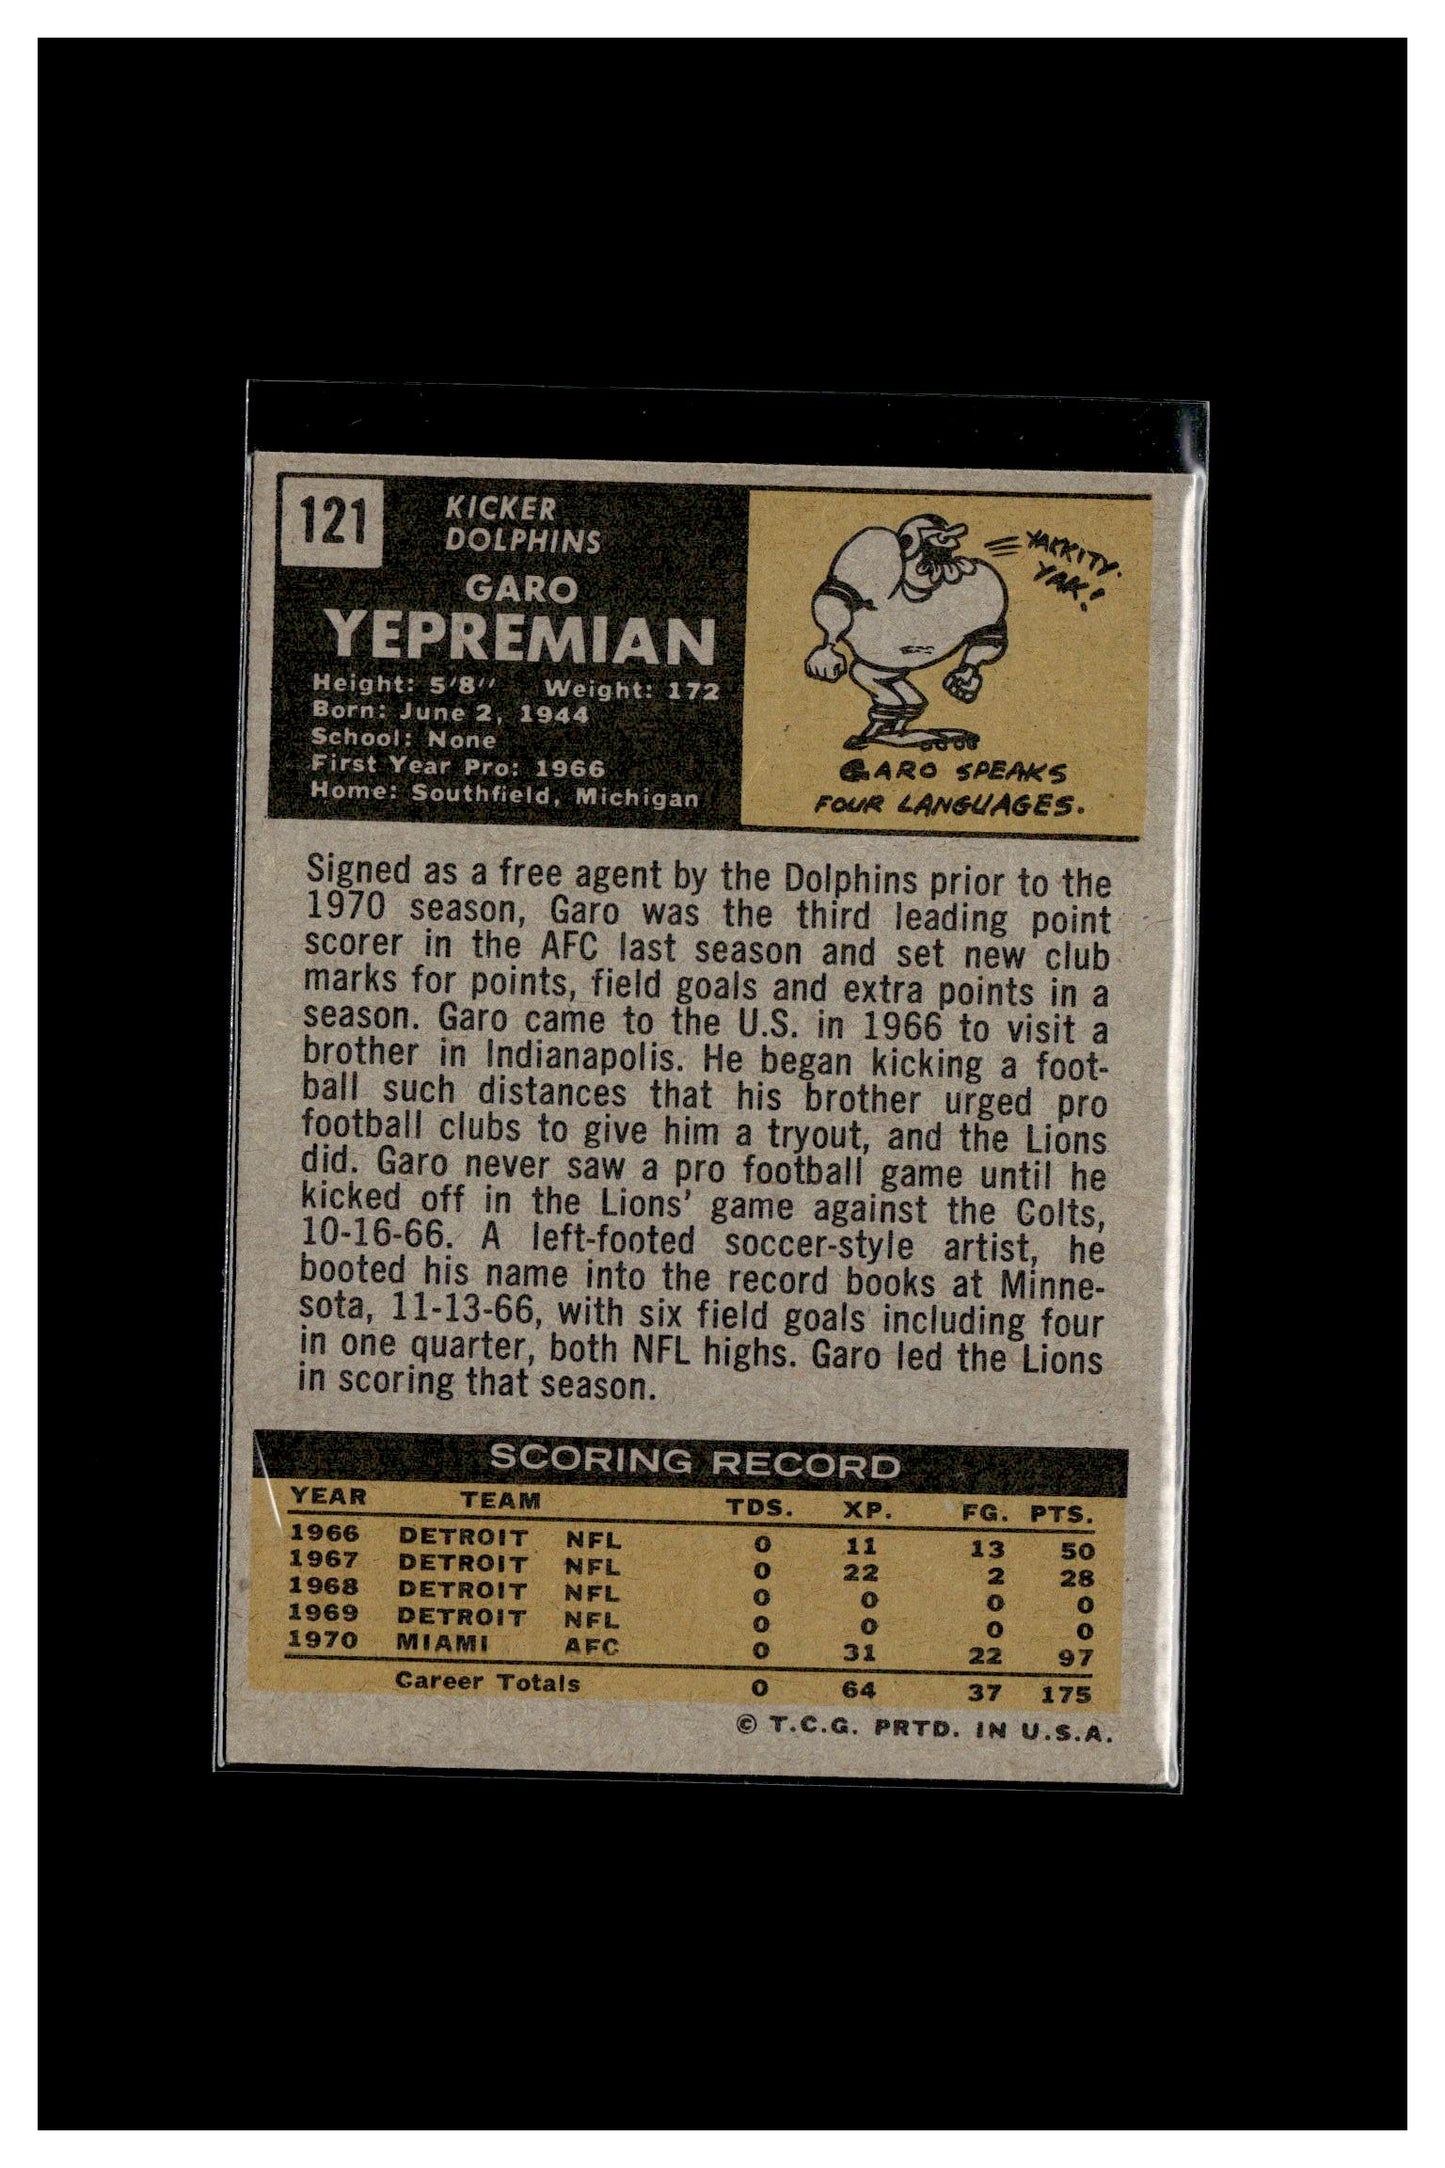 121
KICKER
DOLPHINS
GARO
YEPREMIAN
Height: 5'8'' Weight: 172
Born: June 2, 1944
School: None
First Year Pro: 1966
Home: Southfield, Michigan
YAKKITY-
YAK!
GARO SPEAKS
FOUR LANGUAGES.
Signed as a free agent by the Dolphins prior to the
1970 season, Garo was the third leading point
scorer in the AFC last season and set new club
marks for points, field goals and extra points in a
season. Garo came to the U.S. in 1966 to visit a
brother in Indianapolis. He began kicking a foot-
ball such distances that his brother urged pro
football clubs to give him a tryout, and the Lions
did. Garo never saw a pro football game until he
kicked off in the Lions' game against the Colts,
10-16-66. A left-footed soccer-style artist, he
booted his name into the record books at Minne-
sota, 11-13-66, with six field goals including four
in one quarter, both NFL highs. Garo led the Lions
in scoring that season.
SCORING RECORD
YEAR TEAM TDS. XP. FG. PTS.
1966 DETROIT NFL 0 11 13 50
1967 DETROIT NFL 0 22 2 28
1968 DETROIT NFL 0 0 0 0
1969 DETROIT NFL 0 0 0 0
1970 MIAMI AFC 0 31 22 97
Career Totals 0 64 37 175
© T.C.G. PRTD. IN U.S.A.